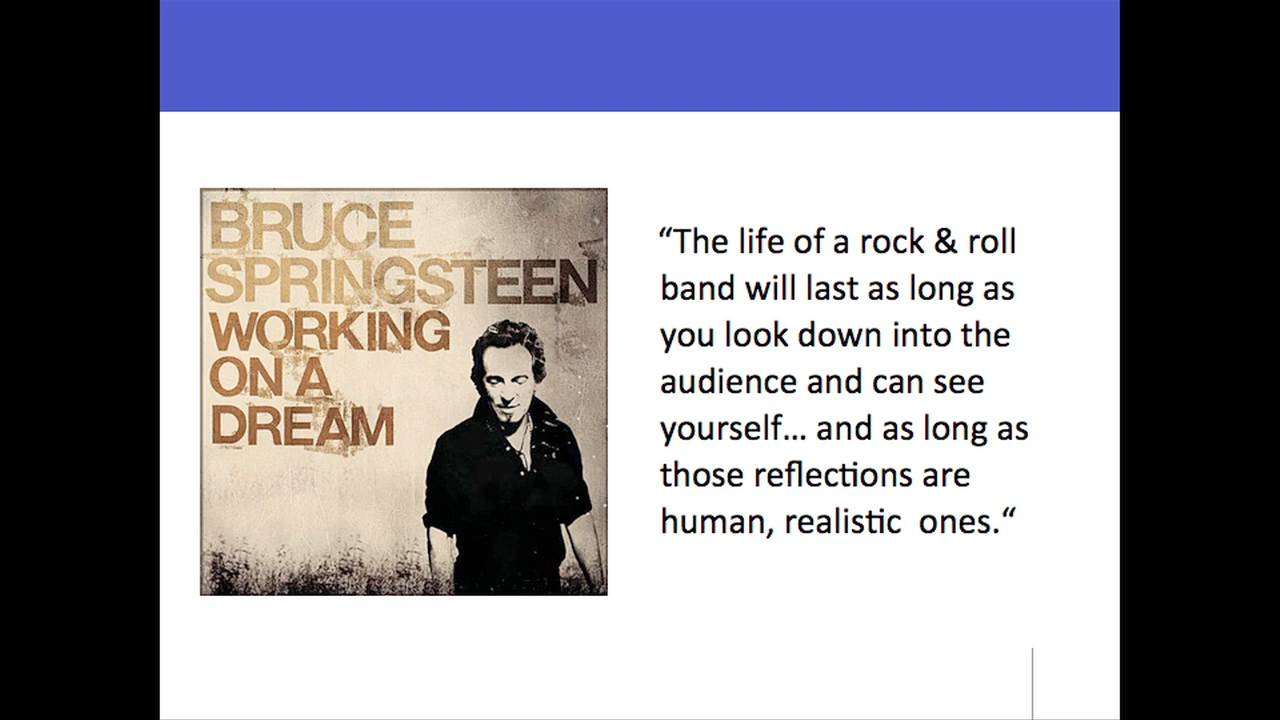 BRUCE
SPRINGSTEEN
WORKING
ON A
DREAM
“The life of a rock & roll
band will last as long as
you look down into the
audience and can see
yourself… and as long as
those reflections are
human, realistic  ones.“